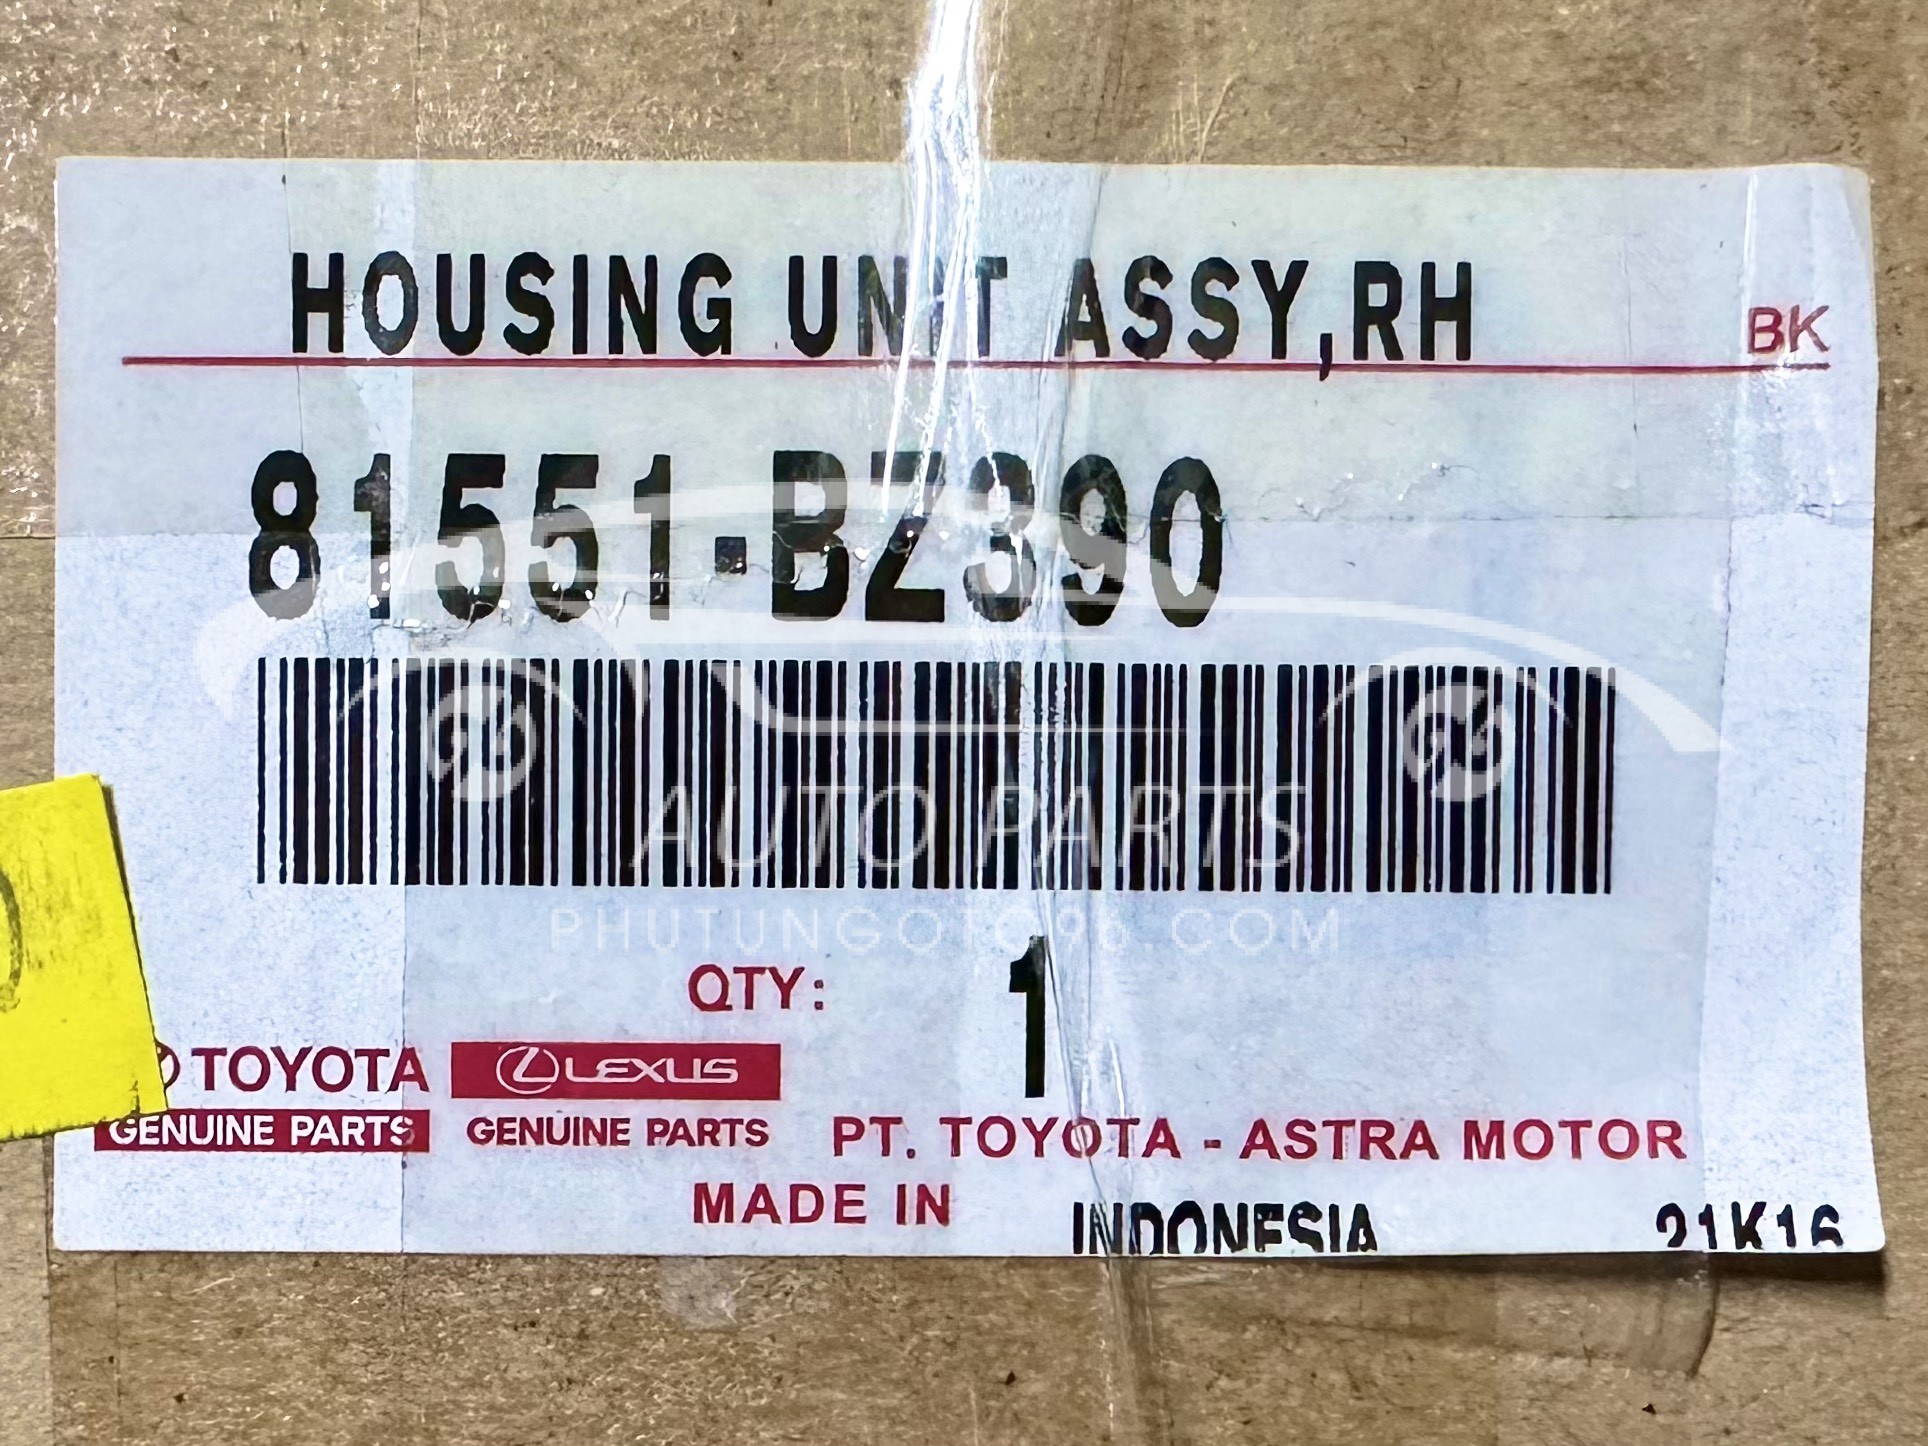 HOUSING UNIT ASSY,RH
BK
81551-BZ390
AUTO PARTS
PHUTUNGOTO96.COM
QTY: 1
TOYOTA LEXUS
GENUINE PARTS GENUINE PARTS PT. TOYOTA - ASTRA MOTOR
MADE IN INDONESIA 21K16